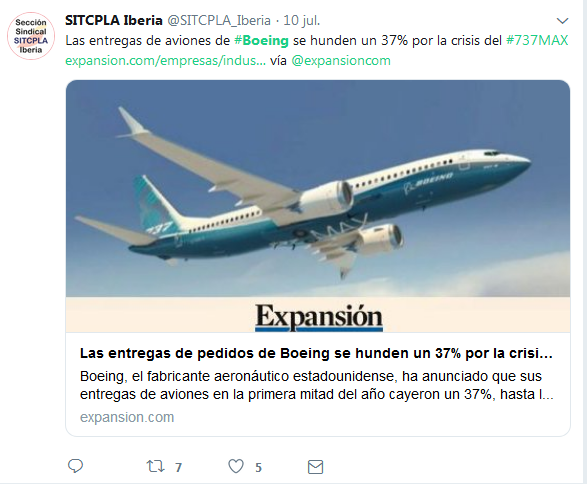 Sección
Sindical
SITCPLA
Iberia
SITCPLA Iberia @SITCPLA_Iberia · 10 jul.
Las entregas de aviones de #Boeing se hunden un 37% por la crisis del #737MAX
expansion.com/empresas/indus... vía @expansioncom
BOEING
737
Expansión
Las entregas de pedidos de Boeing se hunden un 37% por la crisi...
Boeing, el fabricante aeronáutico estadounidense, ha anunciado que sus
entregas de aviones en la primera mitad del año cayeron un 37%, hasta l...
expansion.com
7
5